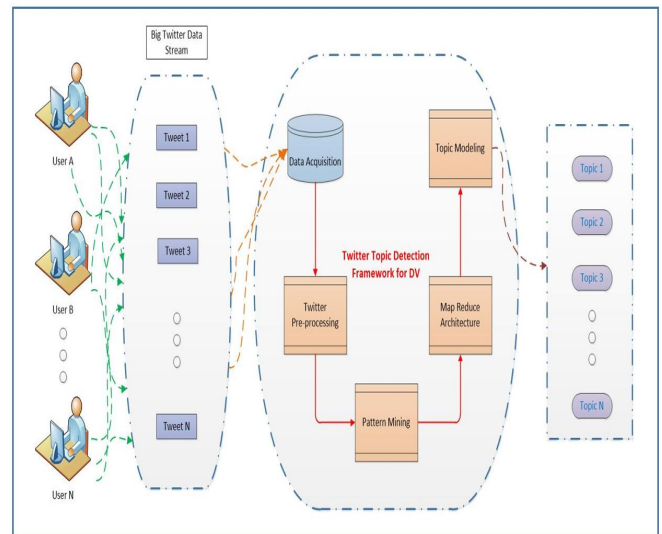 Big Twitter Data
Stream
User A
User B
User N
Tweet 1
Tweet 2
Tweet 3
Tweet N
Data Acquisition
Twitter
Pre-processing
Pattern Mining
Map Reduce
Architecture
Topic Modeling
Twitter Topic Detection
Framework for DV
Topic 1
Topic 2
Topic 3
Topic N